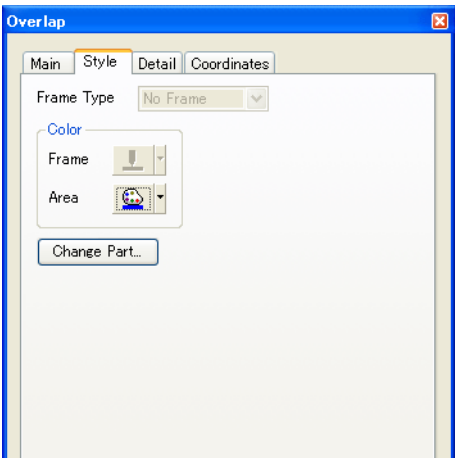 Overlap
Main Style Detail Coordinates
Frame Type No Frame
Color
Frame
Area
Change Part...